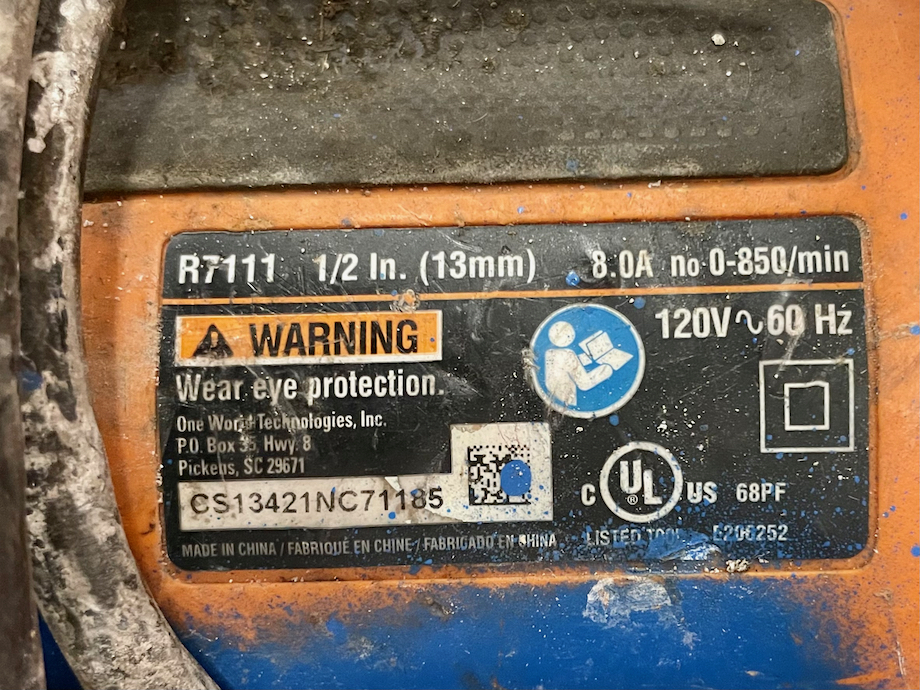 R7111 1/2 In. (13mm) 8.0A no 0-850/min
WARNING
120V~60 Hz
Wear eye protection.
One World Technologies, Inc.
P.O. Box 35, Hwy. 8
Pickens, SC 29671
CS13421NC71185
C UL US 68PF
LISTED TOOL E206252
MADE IN CHINA / FABRIQUÉ EN CHINE / FABRICADO EN CHINA